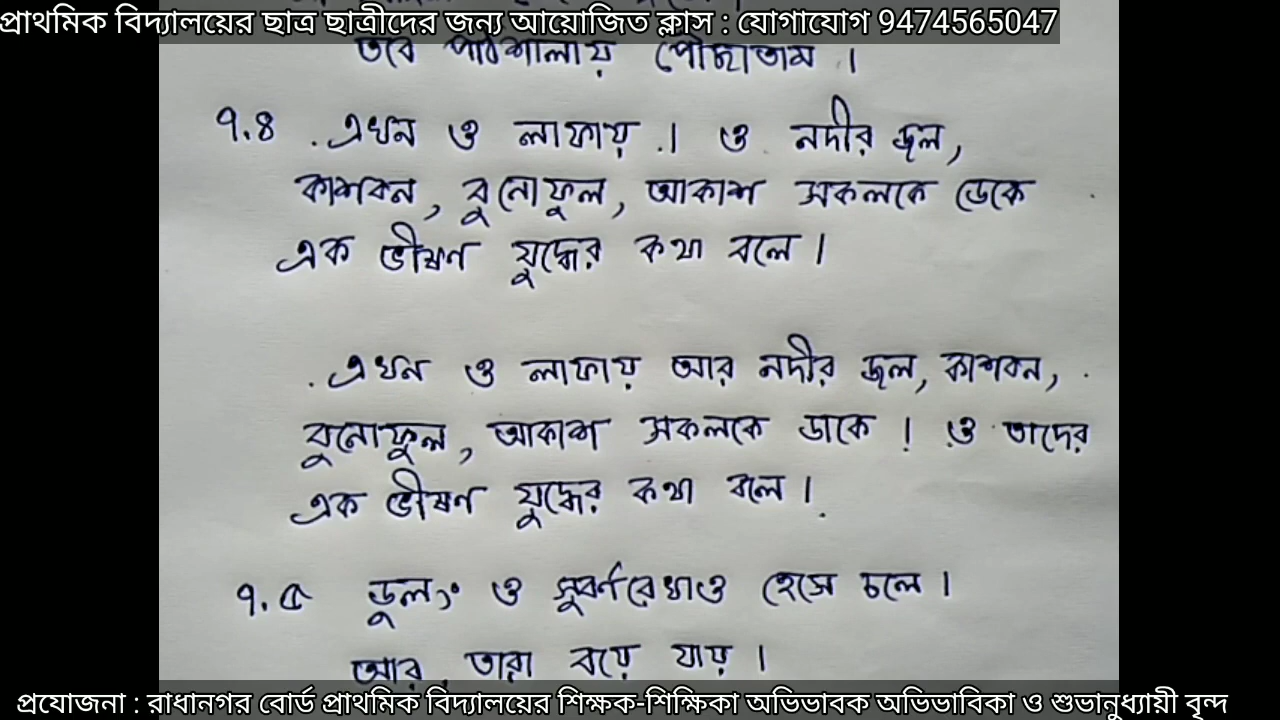 প্রাথমিক বিদ্যালয়ের ছাত্র ছাত্রীদের জন্য আয়োজিত ক্লাস : যোগাযোগ 9474565047
তবে পাঠশালায় পৌঁছাতাম ।
৭.৪ এখন ও লাফায় । ও নদীর জল,
কাশবন, বুনোফুল, আকাশ সকলকে ডেকে
এক ভীষণ যুদ্ধের কথা বলে ।
এখন ও লাফায় আর নদীর জল, কাশবন,
বুনোফুল, আকাশ সকলকে ডাকে । ও তাদের
এক ভীষণ যুদ্ধের কথা বলে ।
৭.৫ ডুলং ও সুবর্ণরেখাও হেসে চলে ।
আর তারা বয়ে যায় ।
প্রযোজনা : রাধানগর বোর্ড প্রাথমিক বিদ্যালয়ের শিক্ষক-শিক্ষিকা অভিভাবক অভিভাবিকা ও শুভানুধ্যায়ী বৃন্দ